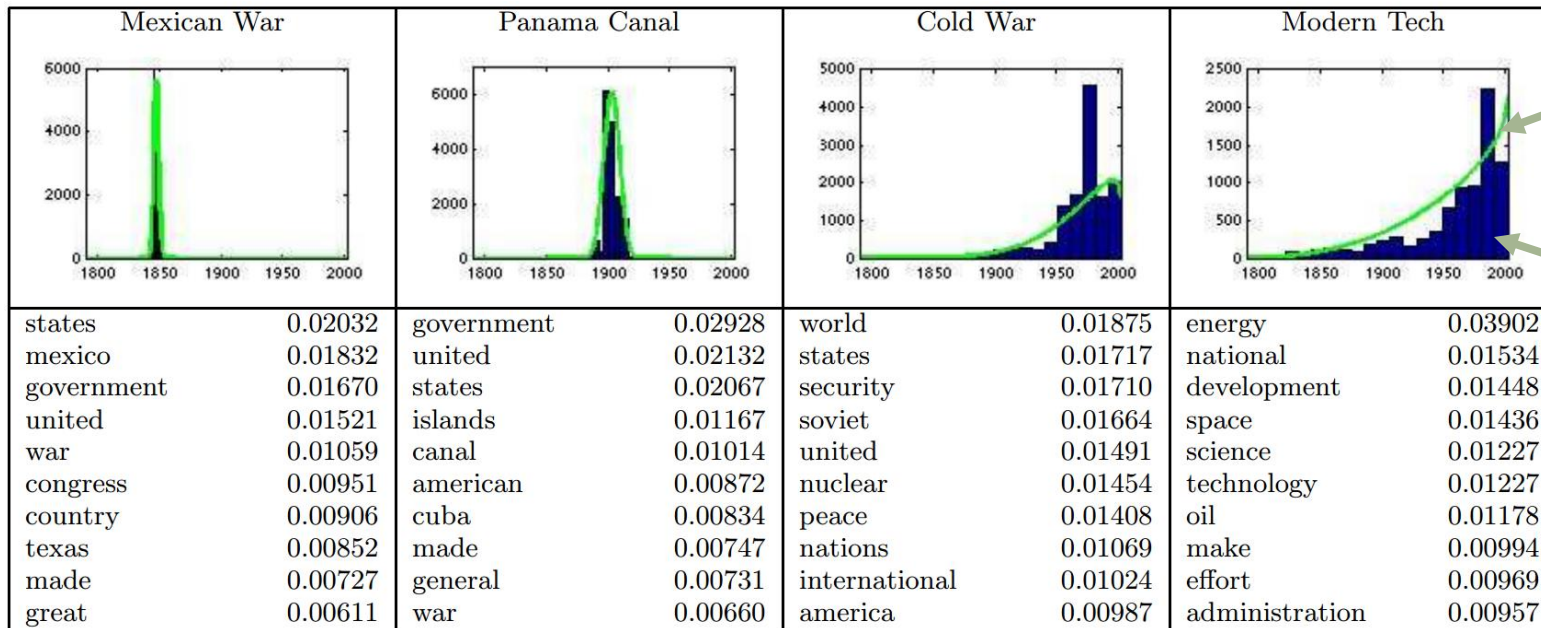 Mexican War Panama Canal Cold War Modern Tech
6000 6000 5000 2500
4000 4000 4000 2000
2000 2000 3000 1500
0 0 2000 1000
1000 500
0 0
1800 1850 1900 1950 2000 1800 1850 1900 1950 2000 1800 1850 1900 1950 2000 1800 1850 1900 1950 2000
states 0.02032 government 0.02928 world 0.01875 energy 0.03902
mexico 0.01832 united 0.02132 states 0.01717 national 0.01534
government 0.01670 states 0.02067 security 0.01710 development 0.01448
united 0.01521 islands 0.01167 soviet 0.01664 space 0.01436
war 0.01059 canal 0.01014 united 0.01491 science 0.01227
congress 0.00951 american 0.00872 nuclear 0.01454 technology 0.01227
country 0.00906 cuba 0.00834 peace 0.01408 oil 0.01178
texas 0.00852 made 0.00747 nations 0.01069 make 0.00994
made 0.00727 general 0.00731 international 0.01024 effort 0.00969
great 0.00611 war 0.00660 america 0.00987 administration 0.00957